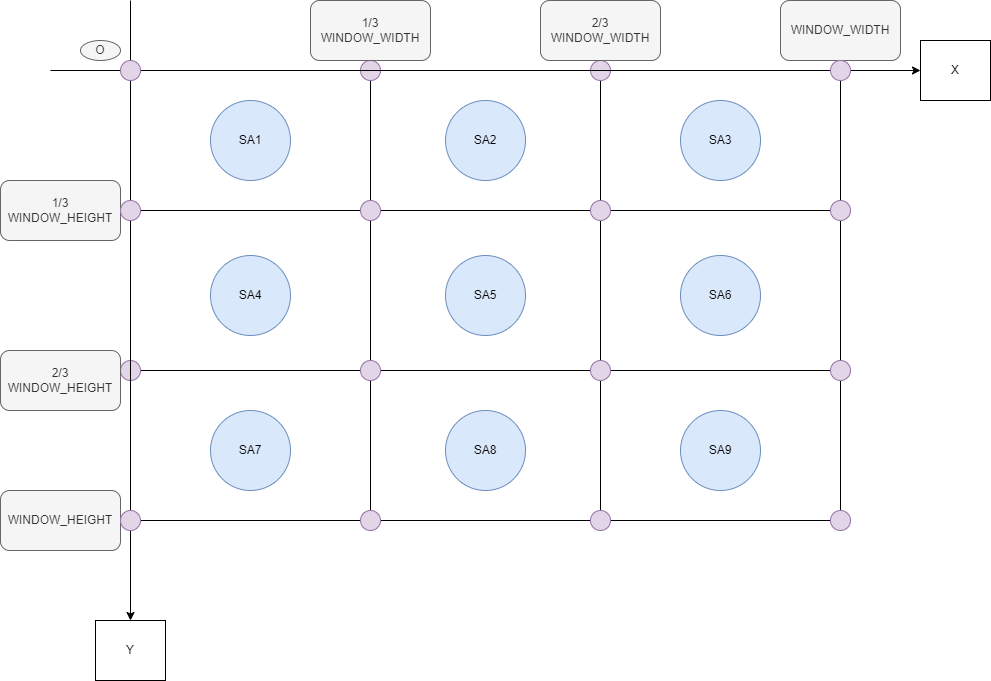 1/3
WINDOW_WIDTH
2/3
WINDOW_WIDTH
WINDOW_WIDTH
O
X
SA1
SA2
SA3
1/3
WINDOW_HEIGHT
SA4
SA5
SA6
2/3
WINDOW_HEIGHT
SA7
SA8
SA9
WINDOW_HEIGHT
Y